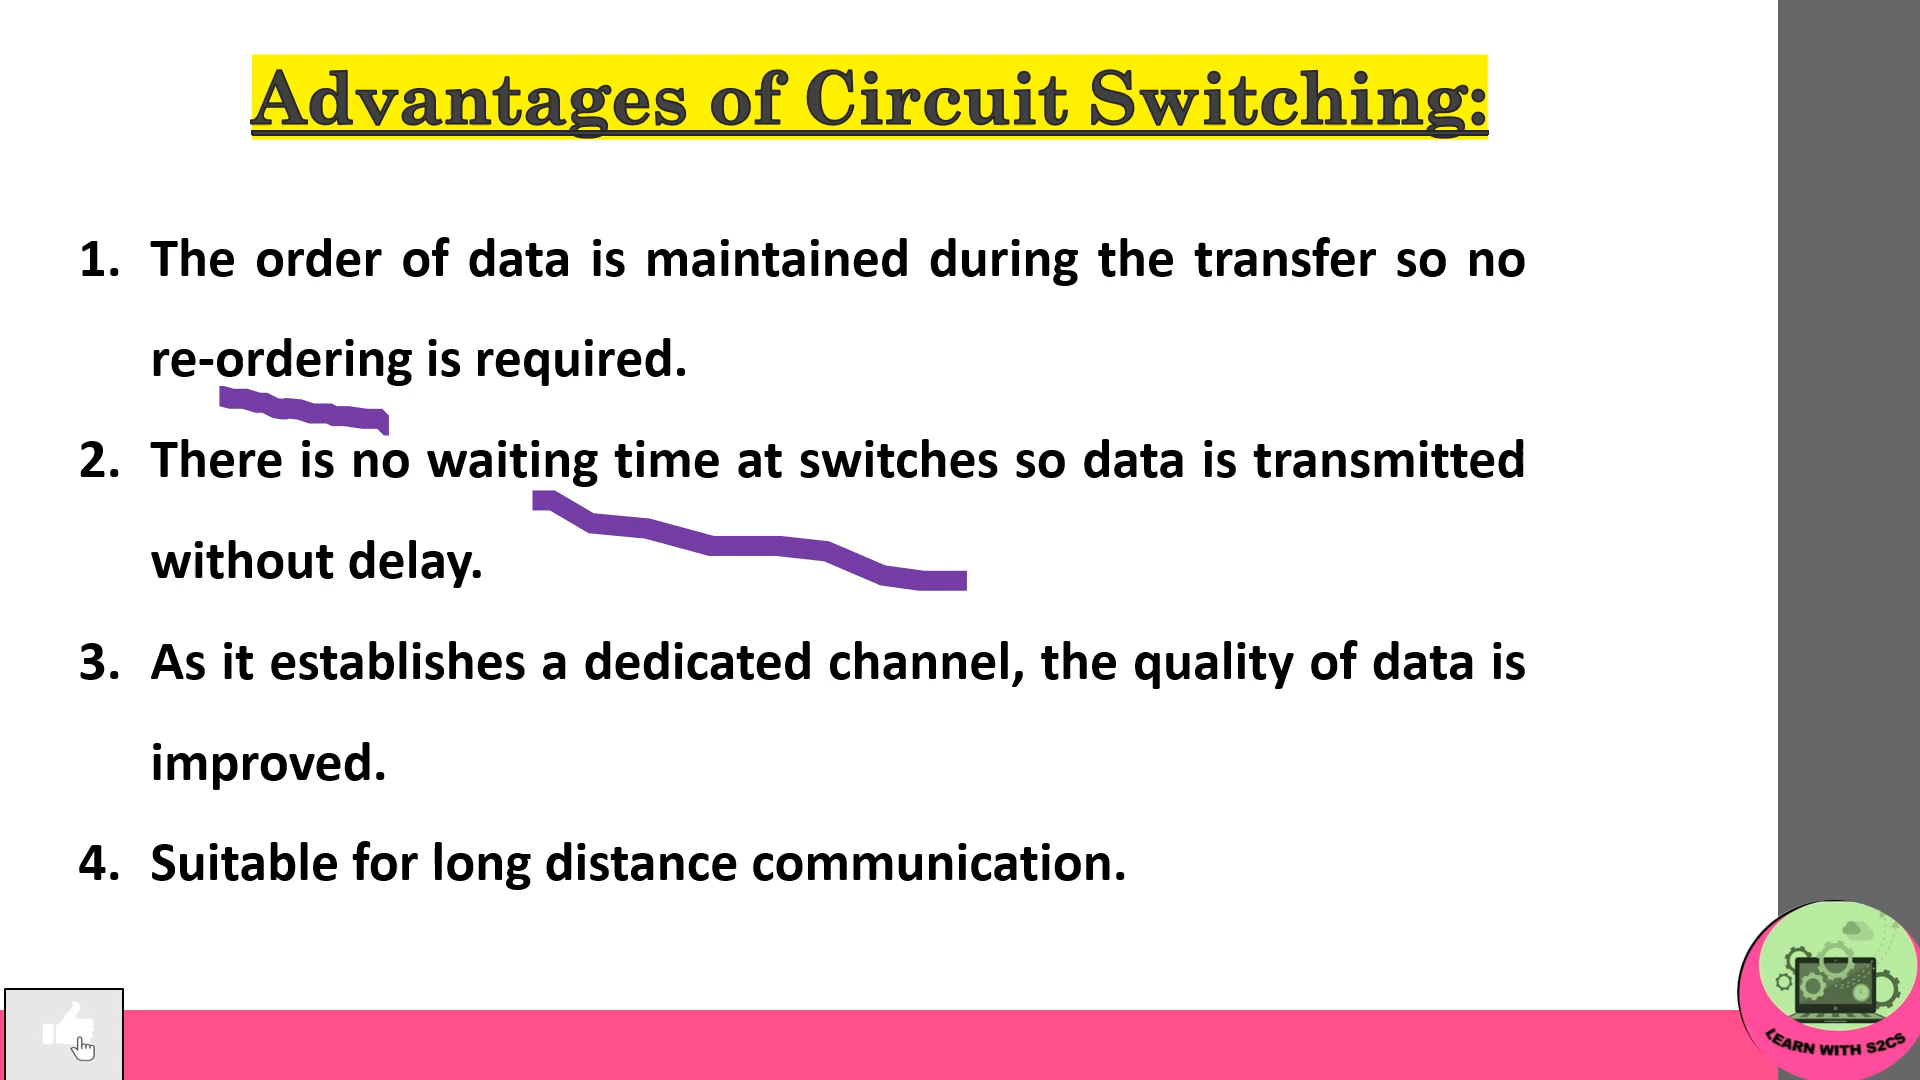 Advantages of Circuit Switching:
1. The order of data is maintained during the transfer so no
re-ordering is required.
2. There is no waiting time at switches so data is transmitted
without delay.
3. As it establishes a dedicated channel, the quality of data is
improved.
4. Suitable for long distance communication.
LEARN WITH S2CS